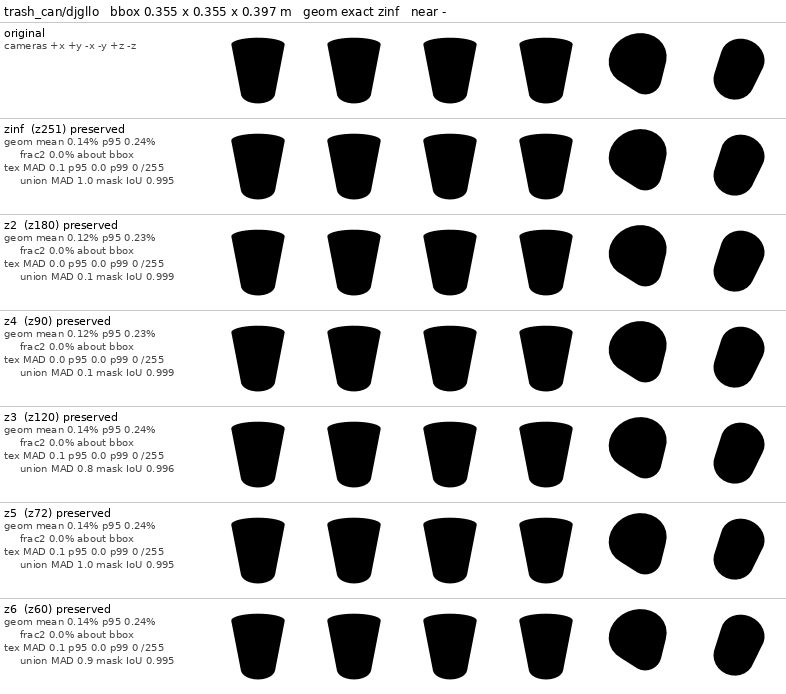 trash_can/djgllo bbox 0.355 x 0.355 x 0.397 m geom exact zinf near -
original
cameras +x +y -x -y +z -z
zinf (z251) preserved
geom mean 0.14% p95 0.24%
frac2 0.0% about bbox
tex MAD 0.1 p95 0.0 p99 0 /255
union MAD 1.0 mask IoU 0.995
z2 (z180) preserved
geom mean 0.12% p95 0.23%
frac2 0.0% about bbox
tex MAD 0.0 p95 0.0 p99 0 /255
union MAD 0.1 mask IoU 0.999
z4 (z90) preserved
geom mean 0.12% p95 0.23%
frac2 0.0% about bbox
tex MAD 0.0 p95 0.0 p99 0 /255
union MAD 0.1 mask IoU 0.999
z3 (z120) preserved
geom mean 0.14% p95 0.24%
frac2 0.0% about bbox
tex MAD 0.1 p95 0.0 p99 0 /255
union MAD 0.8 mask IoU 0.996
z5 (z72) preserved
geom mean 0.14% p95 0.24%
frac2 0.0% about bbox
tex MAD 0.1 p95 0.0 p99 0 /255
union MAD 1.0 mask IoU 0.995
z6 (z60) preserved
geom mean 0.14% p95 0.24%
frac2 0.0% about bbox
tex MAD 0.1 p95 0.0 p99 0 /255
union MAD 0.9 mask IoU 0.995